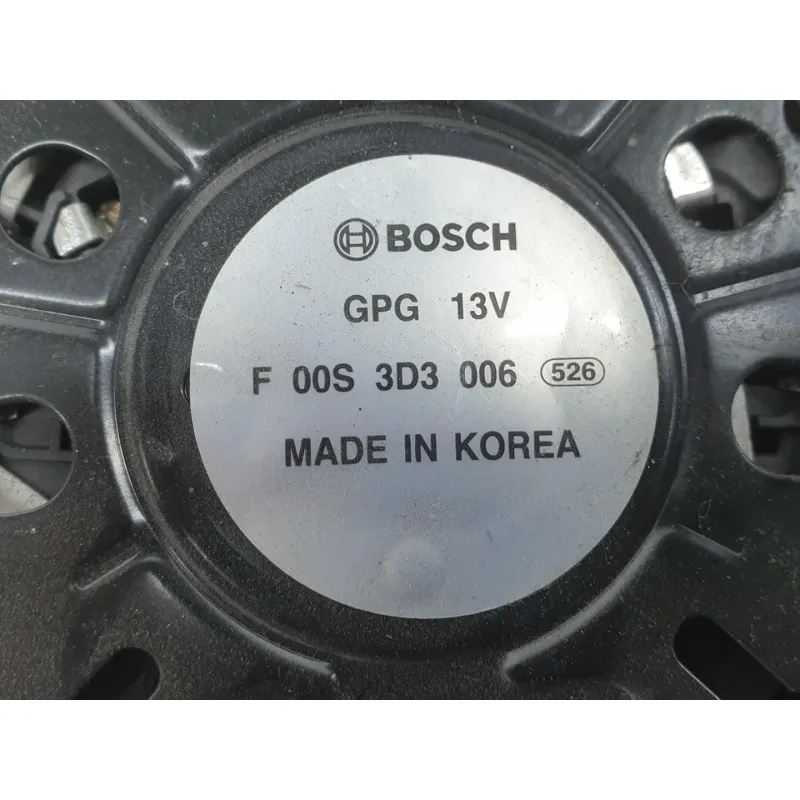 BOSCH
GPG 13V
F 00S 3D3 006 526
MADE IN KOREA